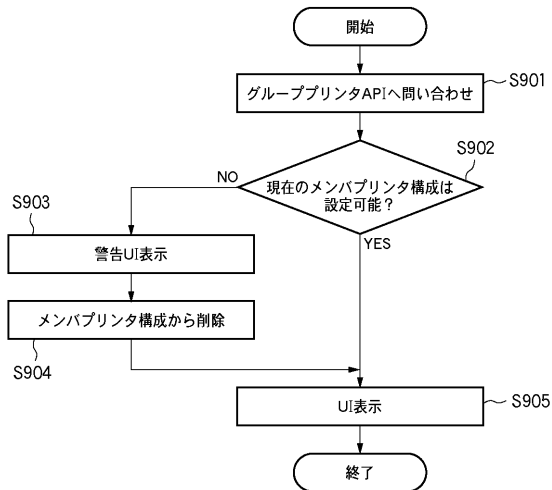 開始
グループプリンタAPIへ問い合わせ
S901
S902
現在のメンバプリンタ構成は
設定可能？
NO
YES
S903
警告UI表示
メンバプリンタ構成から削除
S904
UI表示
S905
終了